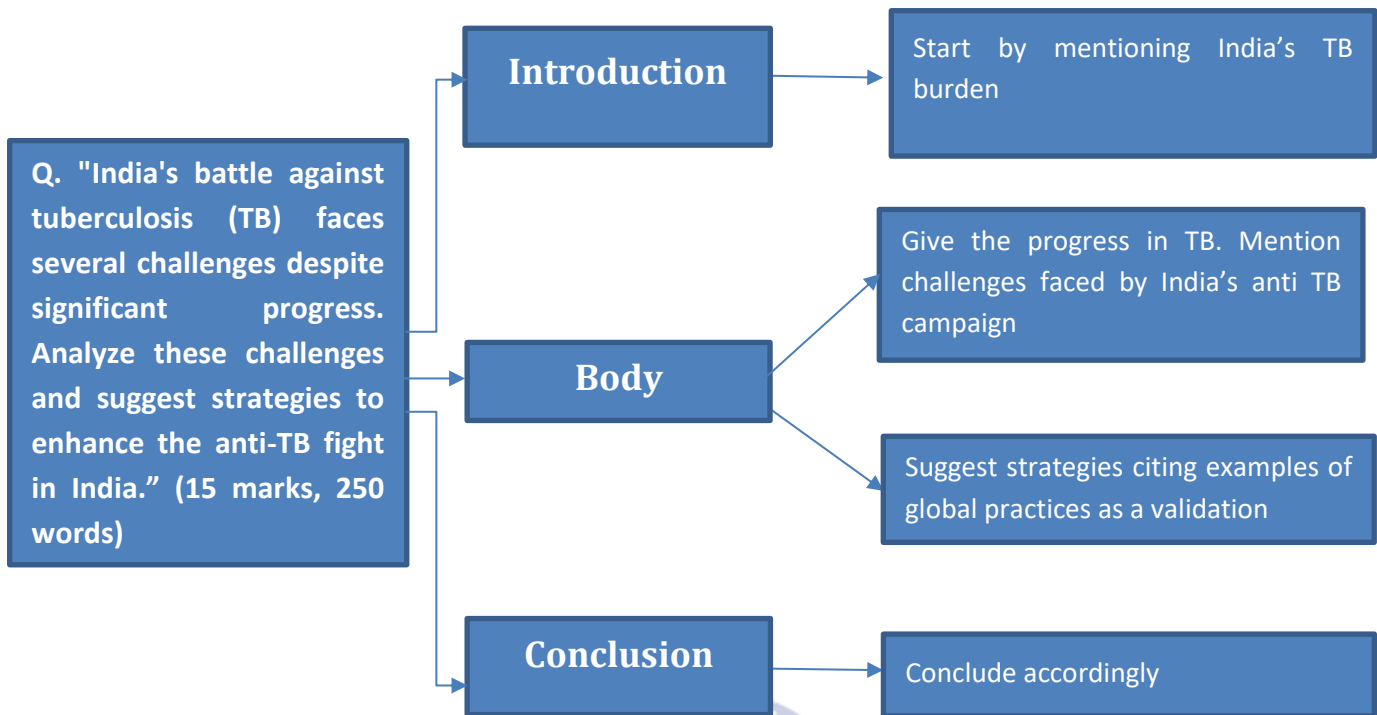 Q. "India's battle against
tuberculosis (TB) faces
several challenges despite
significant progress.
Analyze these challenges
and suggest strategies to
enhance the anti-TB fight
in India.” (15 marks, 250
words)
Introduction
Start by mentioning India’s TB
burden
Body
Give the progress in TB. Mention
challenges faced by India’s anti TB
campaign
Suggest strategies citing examples of
global practices as a validation
Conclusion
Conclude accordingly